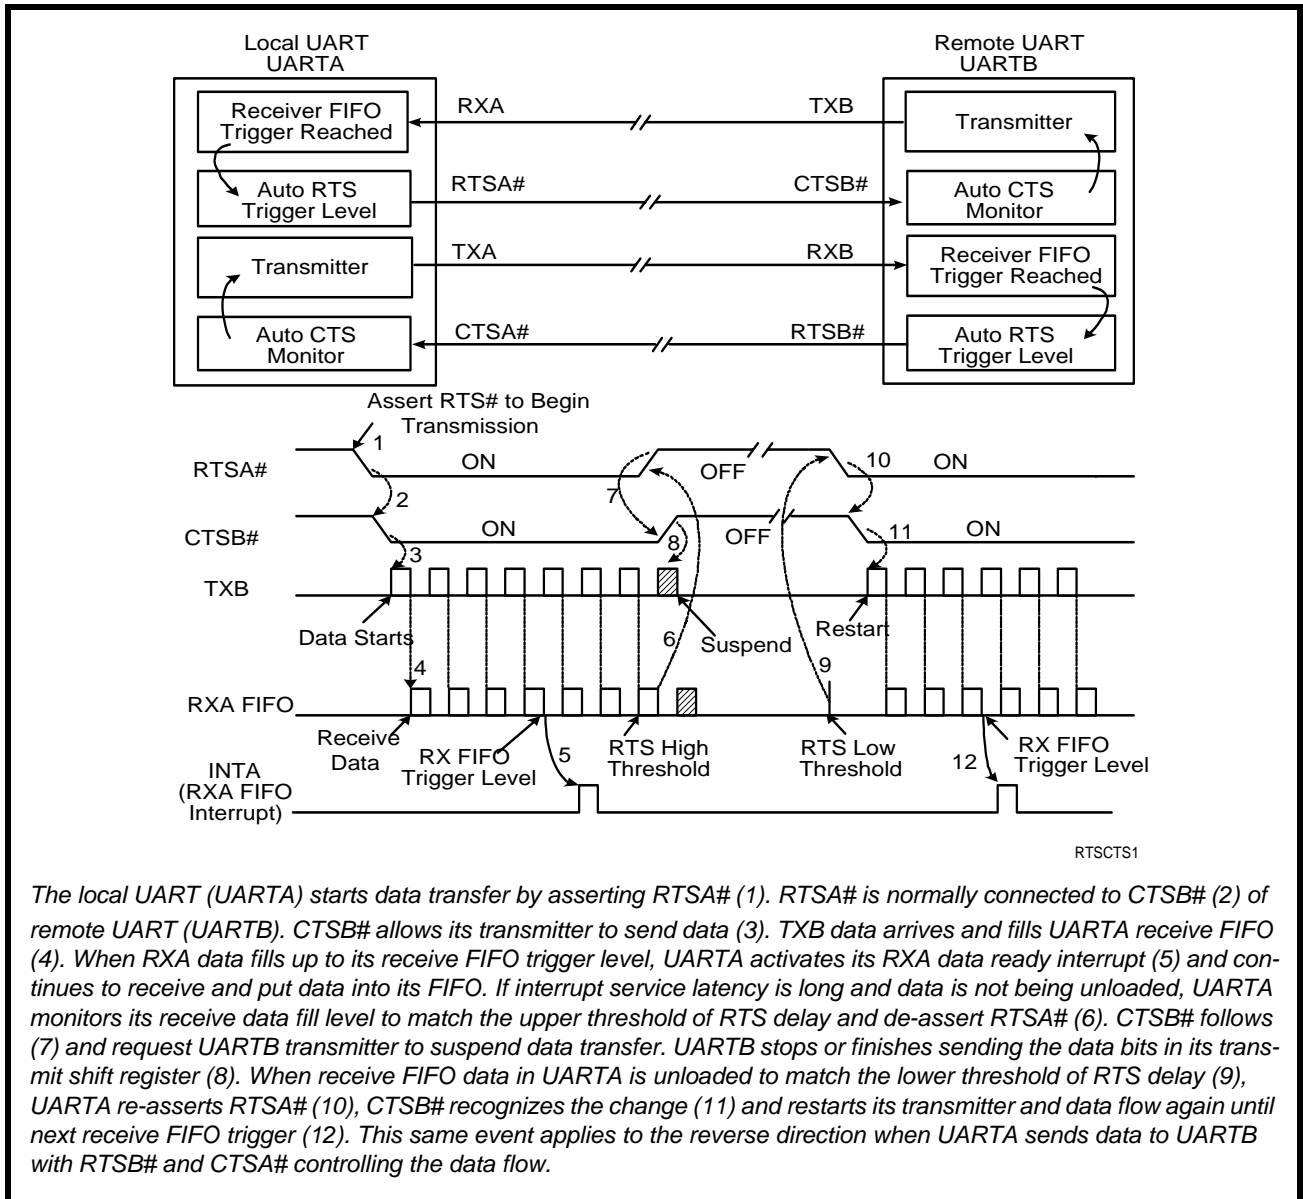 Local UART
UARTA
Remote UART
UARTB
Receiver FIFO
Trigger Reached
RXA
TXB
Transmitter
Auto RTS
Trigger Level
RTSA#
CTSB#
Auto CTS
Monitor
Transmitter
TXA
RXB
Receiver FIFO
Trigger Reached
Auto CTS
Monitor
CTSA#
RTSB#
Auto RTS
Trigger Level
Assert RTS# to Begin
Transmission
1
RTSA#
ON
OFF
10
ON
2
7
CTSB#
ON
OFF
11
ON
3
8
TXB
Data Starts
Suspend
Restart
4
6
9
RXA FIFO
Receive
Data
RX FIFO
Trigger Level
5
RTS High
Threshold
RTS Low
Threshold
12
RX FIFO
Trigger Level
INTA
(RXA FIFO
Interrupt)
RTSCTS1
The local UART (UARTA) starts data transfer by asserting RTSA# (1). RTSA# is normally connected to CTSB# (2) of
remote UART (UARTB). CTSB# allows its transmitter to send data (3). TXB data arrives and fills UARTA receive FIFO
(4). When RXA data fills up to its receive FIFO trigger level, UARTA activates its RXA data ready interrupt (5) and con-
tinues to receive and put data into its FIFO. If interrupt service latency is long and data is not being unloaded, UARTA
monitors its receive data fill level to match the upper threshold of RTS delay and de-assert RTSA# (6). CTSB# follows
(7) and request UARTB transmitter to suspend data transfer. UARTB stops or finishes sending the data bits in its trans-
mit shift register (8). When receive FIFO data in UARTA is unloaded to match the lower threshold of RTS delay (9),
UARTA re-asserts RTSA# (10), CTSB# recognizes the change (11) and restarts its transmitter and data flow again until
next receive FIFO trigger (12). This same event applies to the reverse direction when UARTA sends data to UARTB
with RTSB# and CTSA# controlling the data flow.